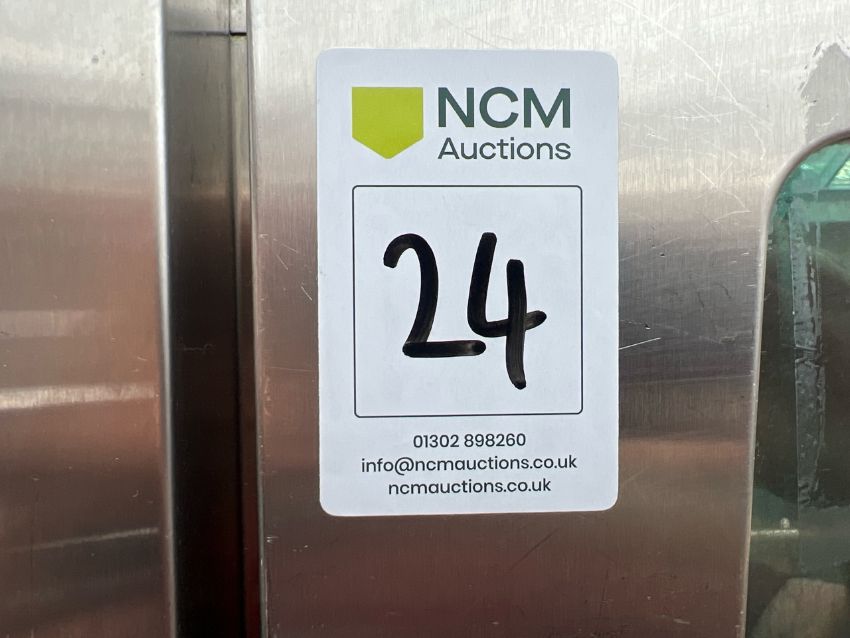 NCM
Auctions
24
01302 898260
info@ncmauctions.co.uk
ncmauctions.co.uk